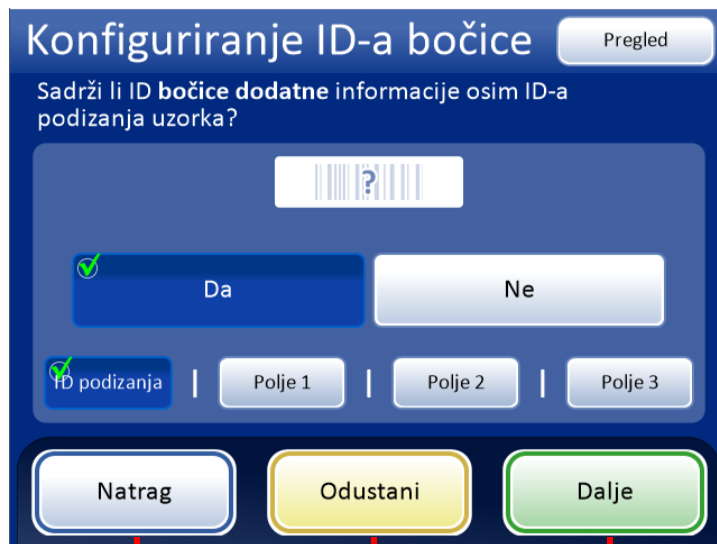 Konfiguriranje ID-a bočice
Pregled
Sadrži li ID bočice dodatne informacije osim ID-a
podizanja uzorka?
?
Da
Ne
ID podizanja | Polje 1 | Polje 2 | Polje 3
Natrag
Odustani
Dalje